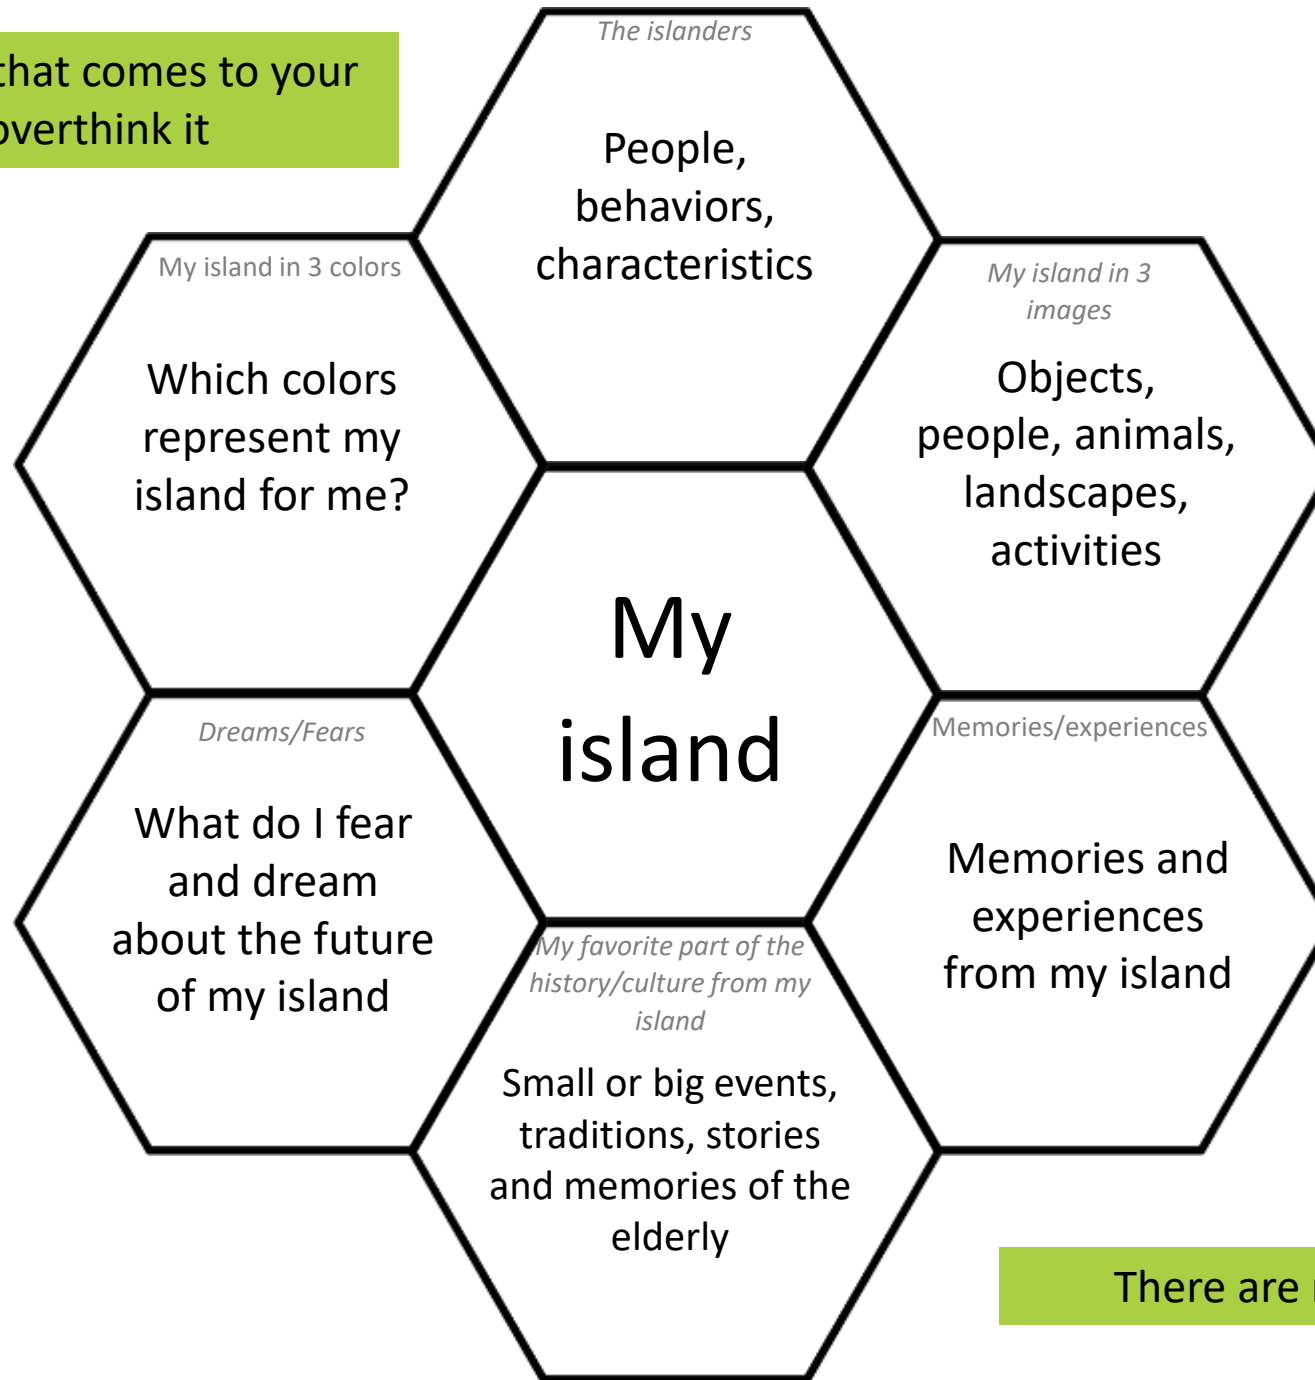 that comes to your
overthink it
The islanders
People,
behaviors,
characteristics
My island in 3 colors
Which colors
represent my
island for me?
My island in 3
images
Objects,
people, animals,
landscapes,
activities
My
island
Dreams/Fears
What do I fear
and dream
about the future
of my island
Memories/experiences
Memories and
experiences
from my island
My favorite part of the
history/culture from my
island
Small or big events,
traditions, stories
and memories of the
elderly
There are